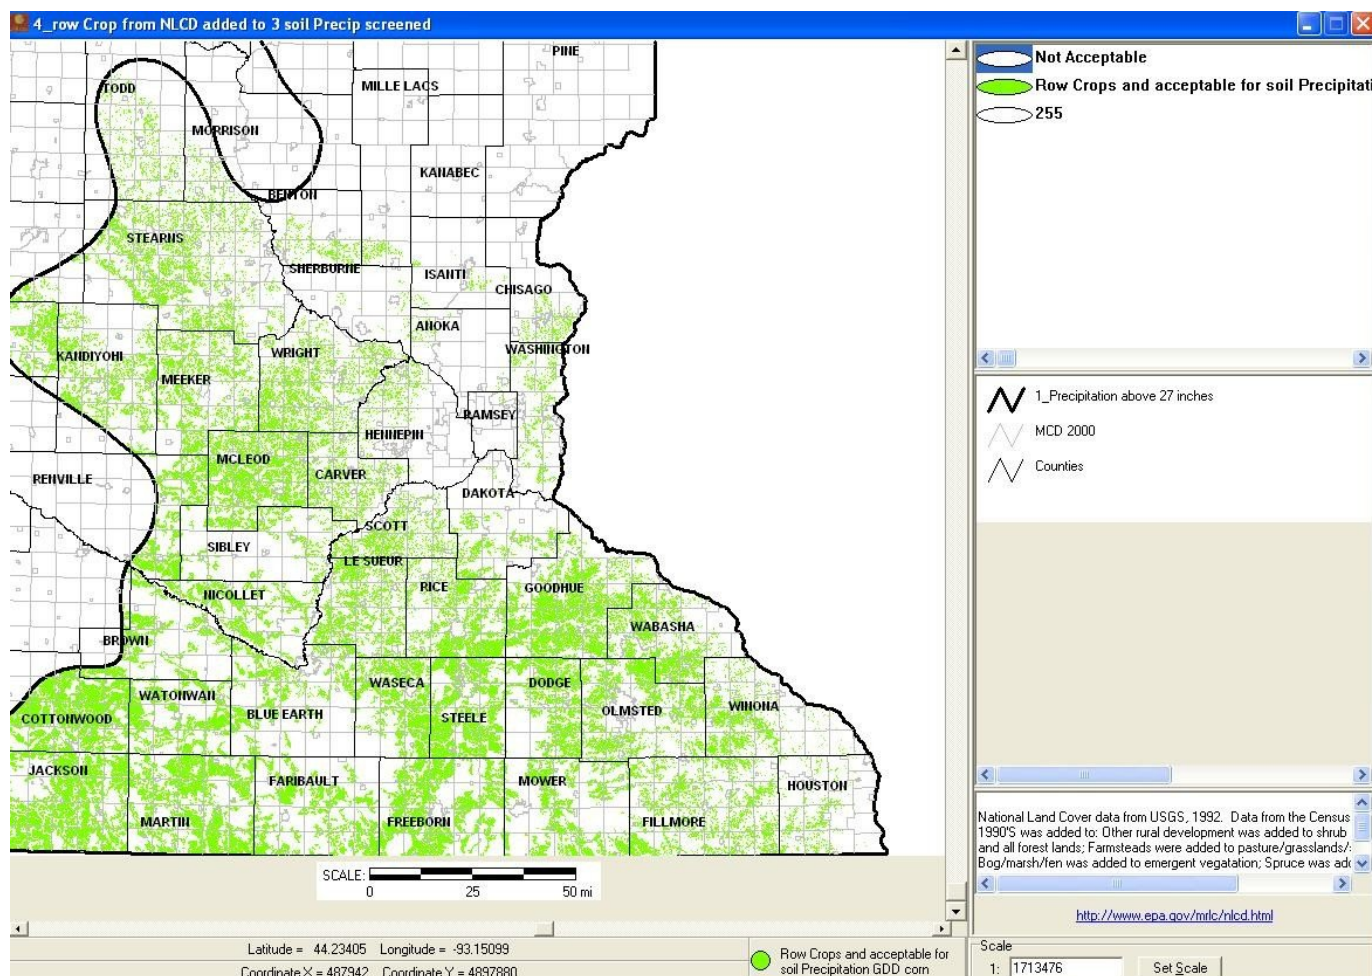 4_row Crop from NLCD added to 3 soil Precip screened
PINE
TODD
MILLE LACS
MORRISON
KANABEC
BENTON
STEARNS
SHERBURNE
ISANTI
CHISAGO
ANOKA
WASHINGTON
KANDIYOHI
WRIGHT
MEEKER
RAMSEY
HENNEPIN
MCLEOD
CARVER
RENVILLE
DAKOTA
SCOTT
SIBLEY
LE SUEUR
RICE
GOODHUE
NICOLLET
WABASHA
BROWN
WASECA
DODGE
WATONWAN
COTTONWOOD
BLUE EARTH
STEELE
OLMSTED
WINONA
JACKSON
FARIBAULT
MOWER
HOUSTON
MARTIN
FREEBORN
FILLMORE
SCALE:
0 25 50 mi
Not Acceptable
Row Crops and acceptable for soil Precipitati
255
1_Precipitation above 27 inches
MCD 2000
Counties
National Land Cover data from USGS, 1992. Data from the Census
1990'S was added to: Other rural development was added to shrub
and all forest lands; Farmsteads were added to pasture/grasslands/
Bog/marsh/fen was added to emergent vegatation; Spruce was add
http://www.epa.gov/mrlc/nlcd.html
Latitude = 44.23405 Longitude = -93.15099
Coordinate X = 487942 Coordinate Y = 4897880
Row Crops and acceptable for
soil Precipitation GDD corn
Scale
1: 1713476 Set Scale